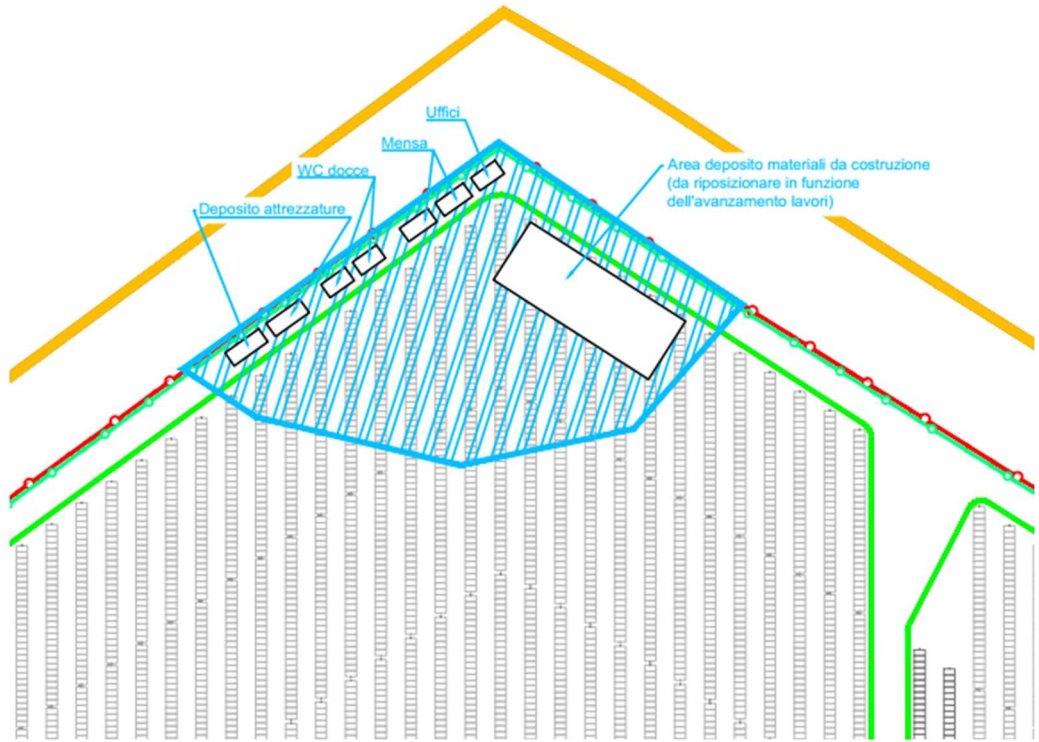 Uffici
Mensa
WC docce
Deposito attrezzature
Area deposito materiali da costruzione
(da riposizionare in funzione
dell'avanzamento lavori)